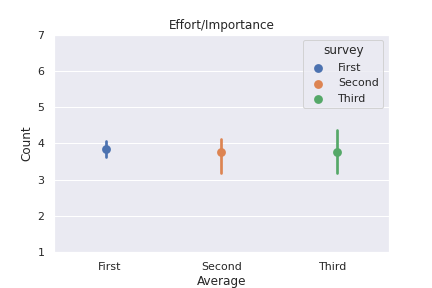 Effort/Importance
7
6
5
4
3
2
1
Count
survey
First
Second
Third
First Second Third
Average